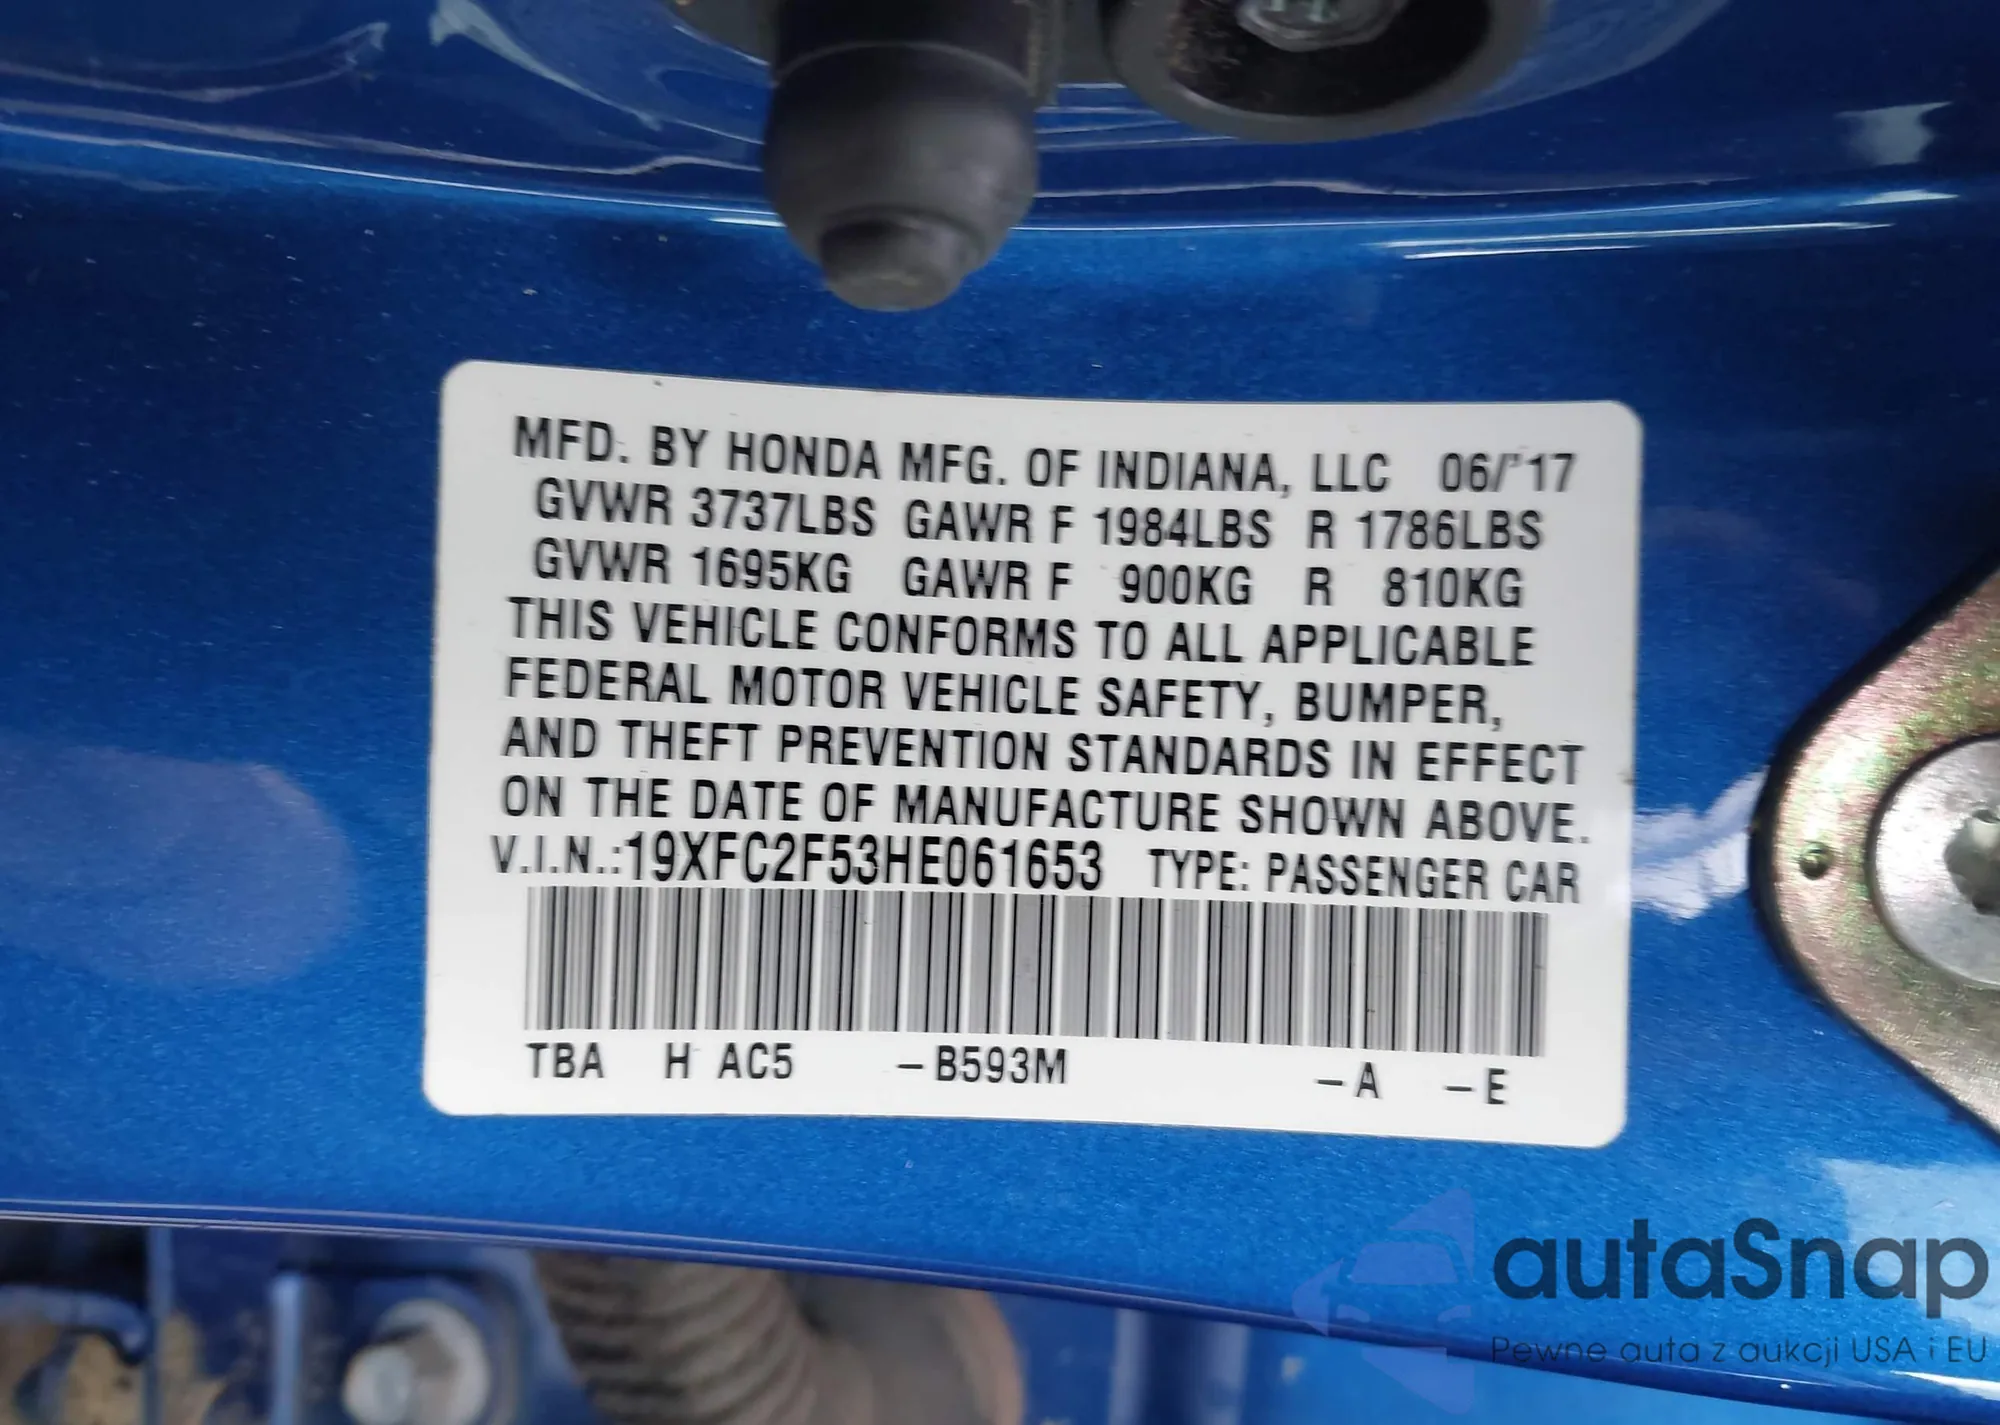 MFD. BY HONDA MFG. OF INDIANA, LLC 06/'17
GVWR 3737LBS GAWR F 1984LBS R 1786LBS
GVWR 1695KG GAWR F 900KG R 810KG
THIS VEHICLE CONFORMS TO ALL APPLICABLE
FEDERAL MOTOR VEHICLE SAFETY, BUMPER,
AND THEFT PREVENTION STANDARDS IN EFFECT
ON THE DATE OF MANUFACTURE SHOWN ABOVE.
V.I.N.:19XFC2F53HE061653 TYPE: PASSENGER CAR
TBA H AC5 –B593M –A –E
autaSnap
Pewne auta z aukcji USA i EU